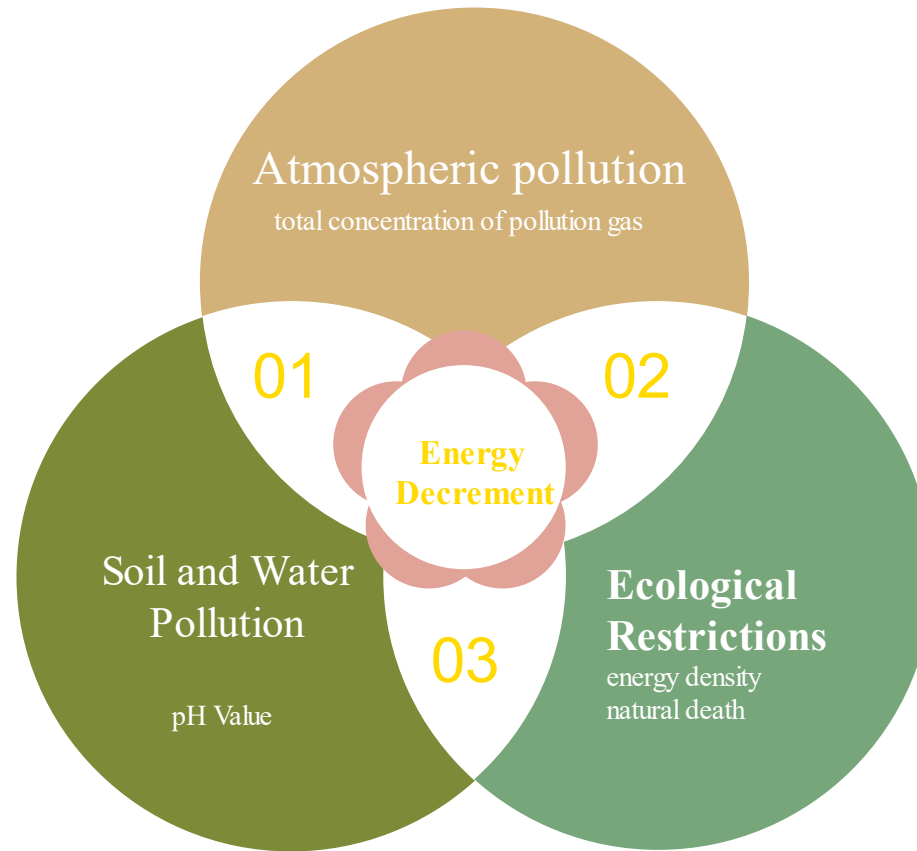 Atmospheric pollution
total concentration of pollution gas
01
02
Energy
Decrement
Soil and Water
Pollution
pH Value
Ecological
Restrictions
energy density
natural death
03